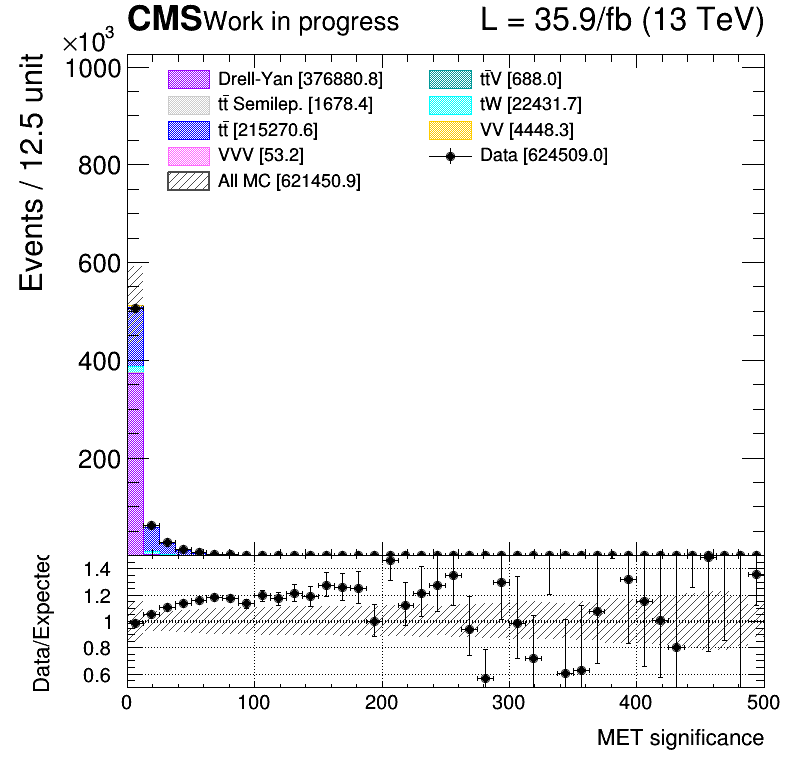 CMS Work in progress L = 35.9/fb (13 TeV)
×10³
Events / 12.5 unit
1000
800
600
400
200
Drell-Yan [376880.8]
tt̄ Semilep. [1678.4]
tt̄ [215270.6]
VVV [53.2]
All MC [621450.9]
tt̄V [688.0]
tW [22431.7]
VV [4448.3]
Data [624509.0]
Data/Expected
1.4
1.2
1
0.8
0.6
0 100 200 300 400 500
MET significance